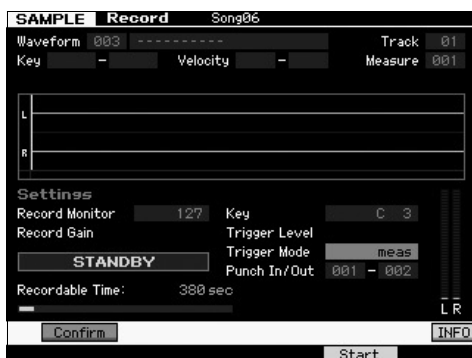 SAMPLE Record Song06
Waveform 003 ---------- Track 01
Key – Velocity – Measure 001
L
R
Settings
Record Monitor 127 Key C 3
Record Gain Trigger Level
Trigger Mode meas
STANDBY
Punch In/Out 001 – 002
Recordable Time: 380 sec
L R
Confirm INFO
Start